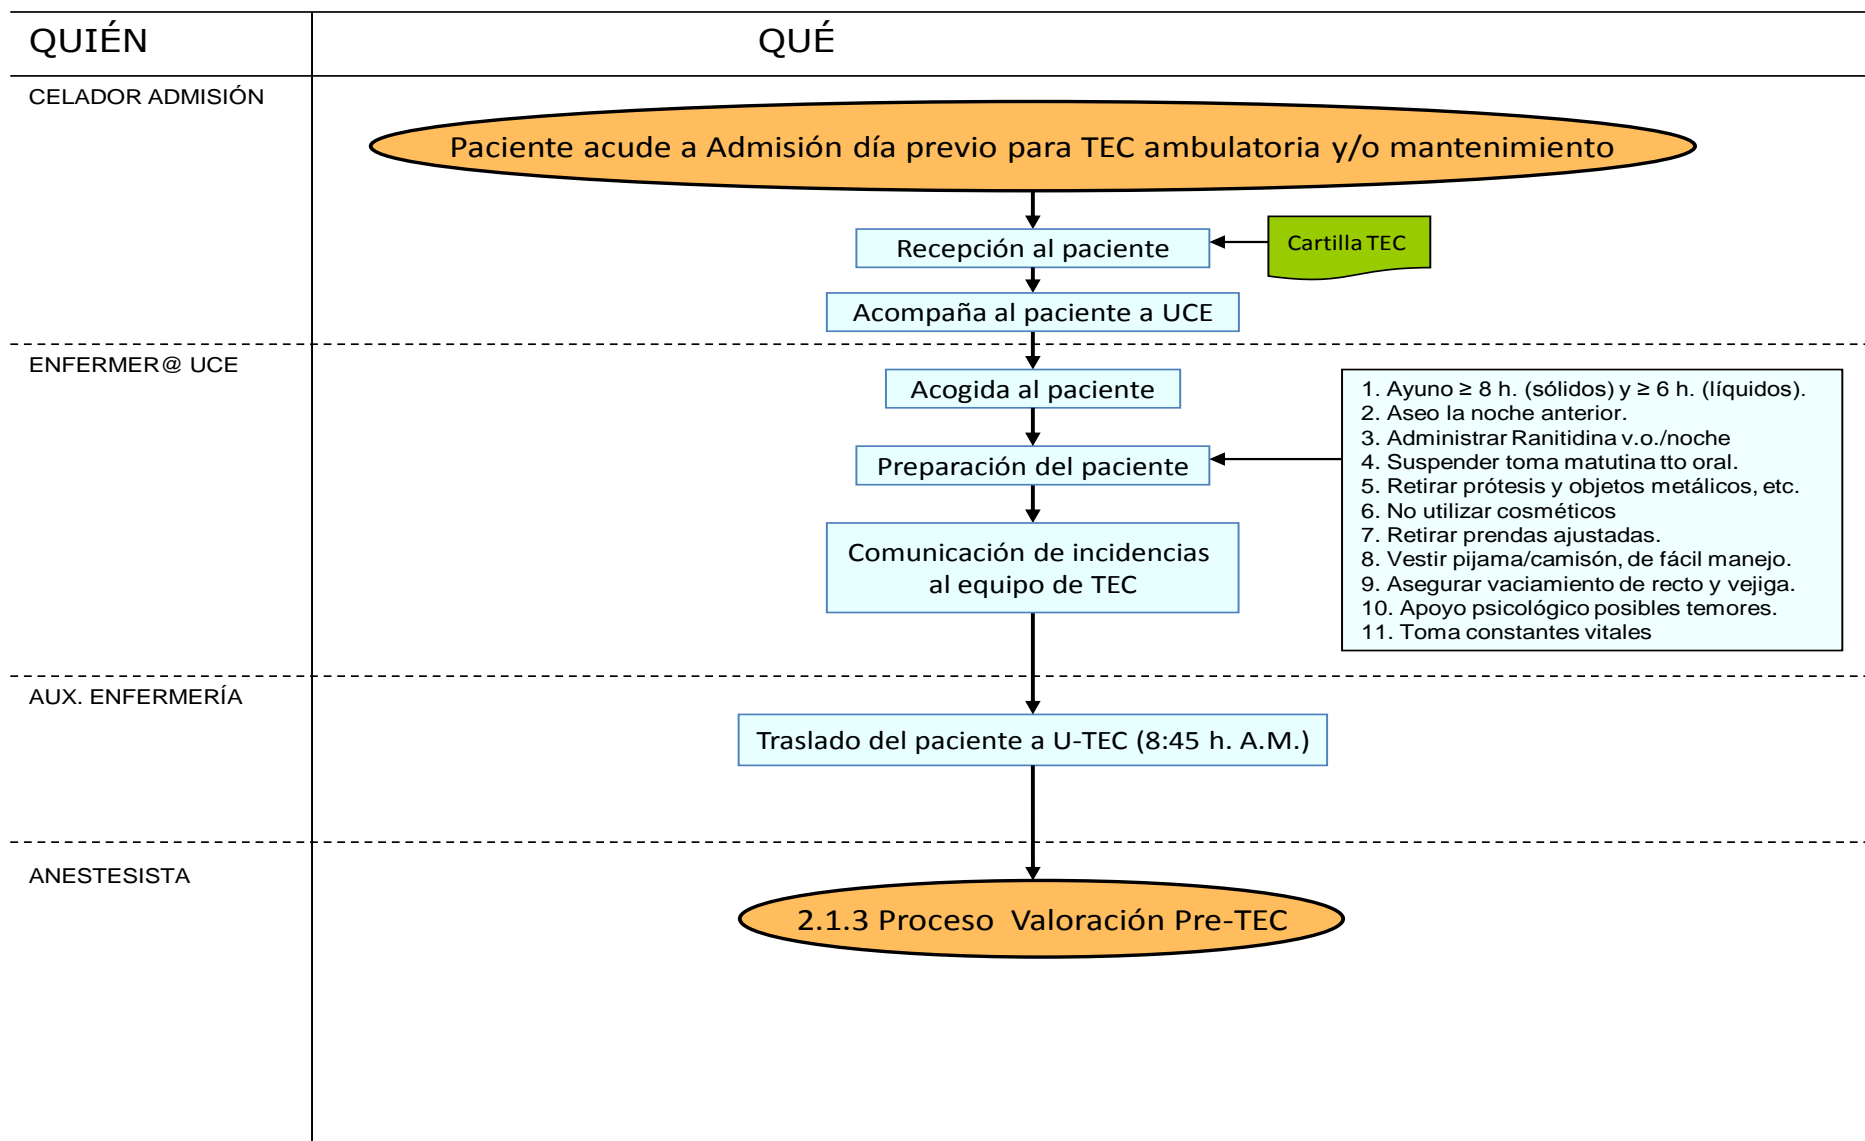 QUIÉN
QUÉ
CELADOR ADMISIÓN
Paciente acude a Admisión día previo para TEC ambulatoria y/o mantenimiento
Recepción al paciente
Cartilla TEC
Acompaña al paciente a UCE
ENFERMER@ UCE
Acogida al paciente
Preparación del paciente
1. Ayuno ≥ 8 h. (sólidos) y ≥ 6 h. (líquidos).
2. Aseo la noche anterior.
3. Administrar Ranitidina v.o./noche
4. Suspender toma matutina tto oral.
5. Retirar prótesis y objetos metálicos, etc.
6. No utilizar cosméticos
7. Retirar prendas ajustadas.
8. Vestir pijama/camisón, de fácil manejo.
9. Asegurar vaciamiento de recto y vejiga.
10. Apoyo psicológico posibles temores.
11. Toma constantes vitales
Comunicación de incidencias
al equipo de TEC
AUX. ENFERMERÍA
Traslado del paciente a U-TEC (8:45 h. A.M.)
ANESTESISTA
2.1.3 Proceso  Valoración Pre-TEC